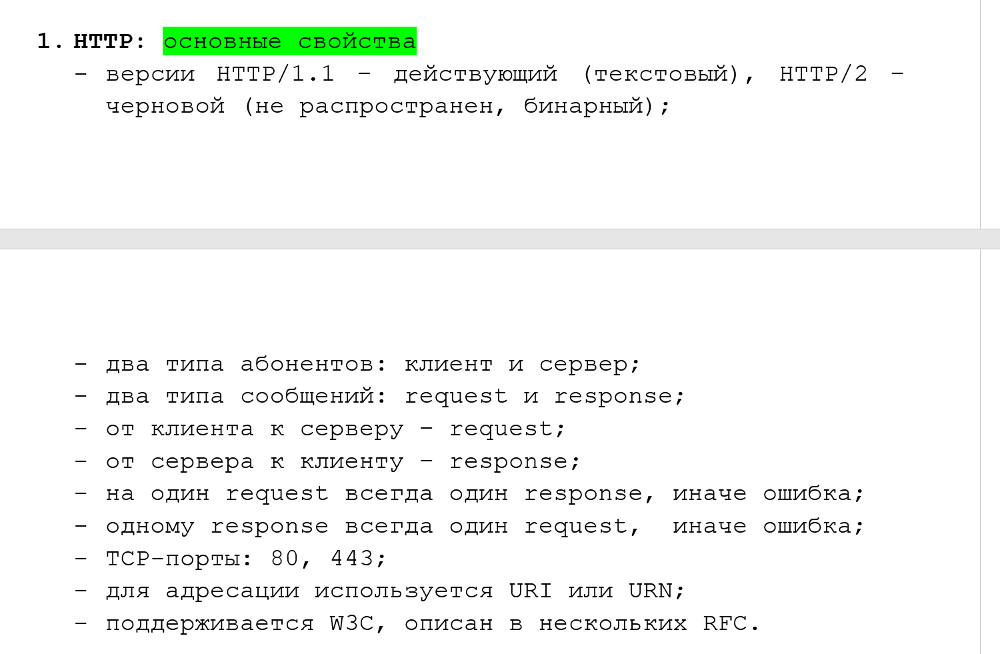 1. HTTP: основные свойства
– версии HTTP/1.1 – действующий (текстовый), HTTP/2 –
черновой (не распространен, бинарный);
– два типа абонентов: клиент и сервер;
– два типа сообщений: request и response;
– от клиента к серверу – request;
– от сервера к клиенту – response;
– на один request всегда один response, иначе ошибка;
– одному response всегда один request,  иначе ошибка;
– TCP-порты: 80, 443;
– для адресации используется URI или URN;
– поддерживается W3C, описан в нескольких RFC.